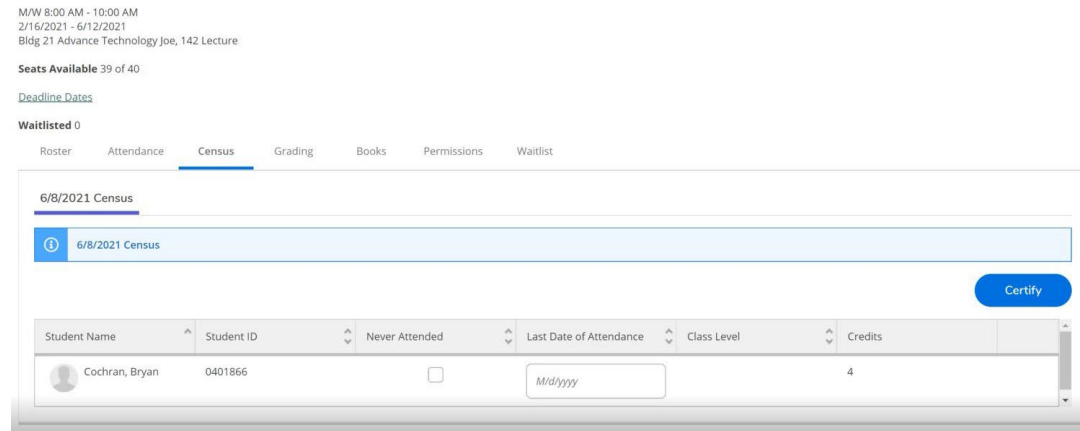 M/W 8:00 AM - 10:00 AM
2/16/2021 - 6/12/2021
Bldg 21 Advance Technology Joe, 142 Lecture
Seats Available 39 of 40
Deadline Dates
Waitlisted 0
Roster Attendance Census Grading Books Permissions Waitlist
6/8/2021 Census
6/8/2021 Census
Certify
Student Name Student ID Never Attended Last Date of Attendance Class Level Credits
Cochran, Bryan 0401866 M/d/yyyy 4